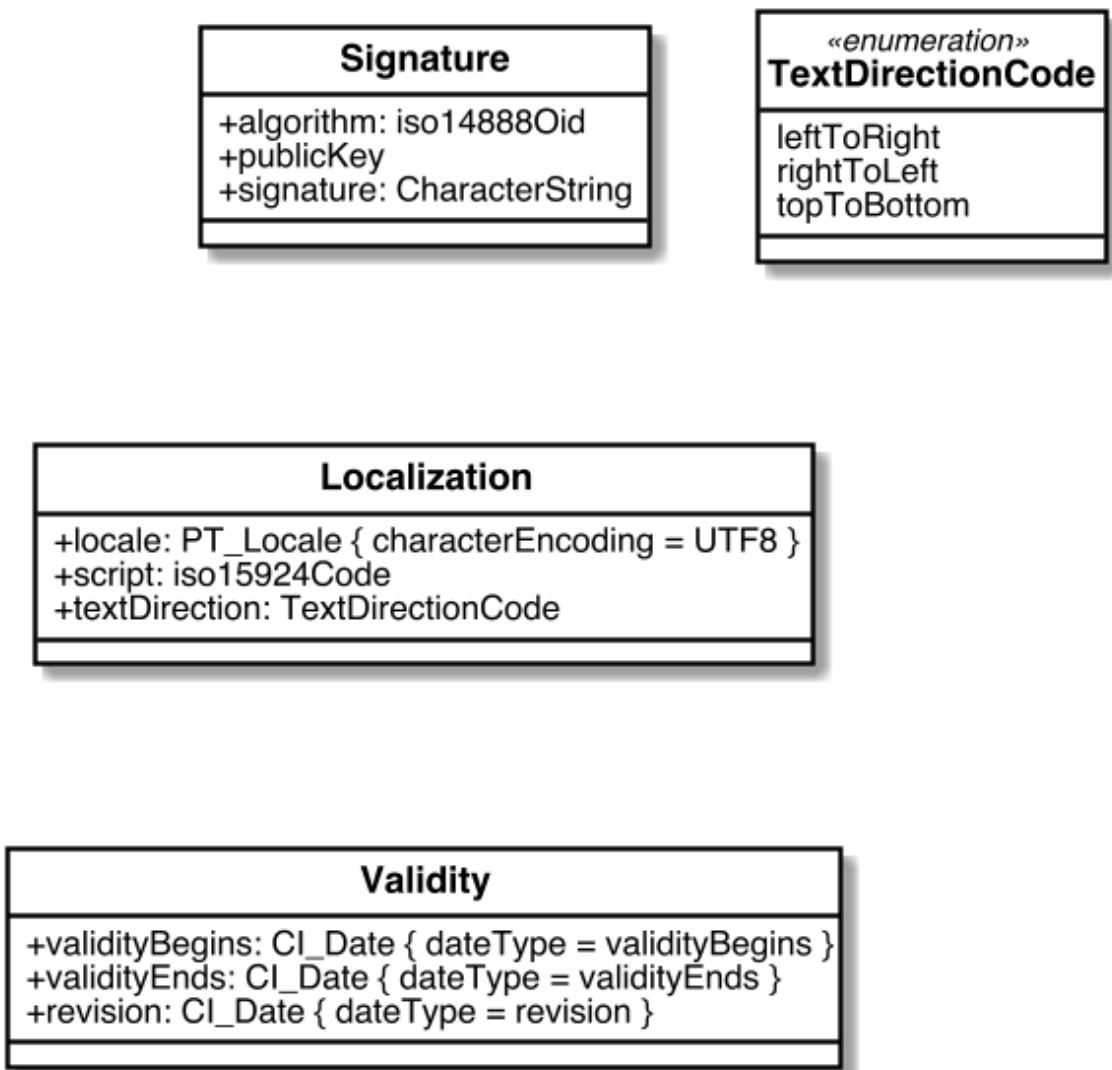 Signature
+algorithm: iso14888Oid
+publicKey
+signature: CharacterString
«enumeration»
TextDirectionCode
leftToRight
rightToLeft
topToBottom
Localization
+locale: PT_Locale { characterEncoding = UTF8 }
+script: iso15924Code
+textDirection: TextDirectionCode
Validity
+validityBegins: CI_Date { dateType = validityBegins }
+validityEnds: CI_Date { dateType = validityEnds }
+revision: CI_Date { dateType = revision }